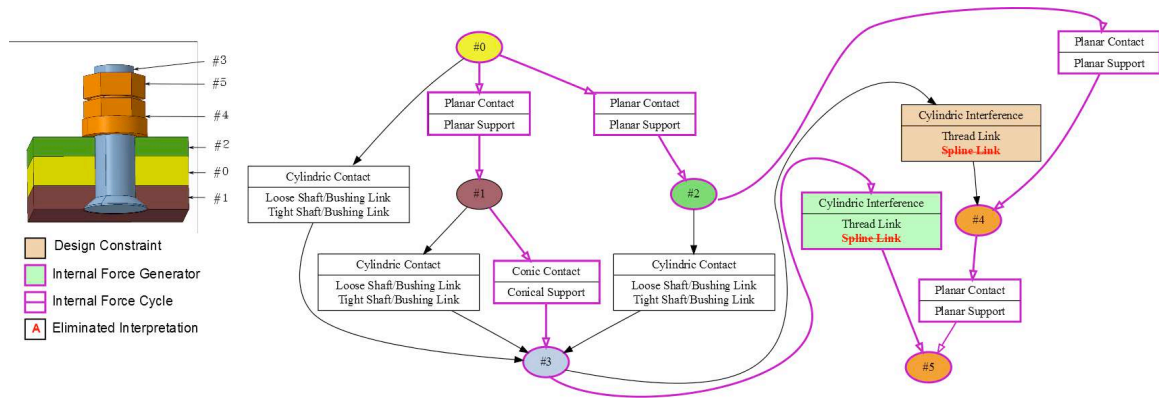 #3
#5
#4
#2
#0
#1
Design Constraint
Internal Force Generator
Internal Force Cycle
A Eliminated Interpretation
#0
Planar Contact
Planar Support
Planar Contact
Planar Support
Planar Contact
Planar Support
Cylindric Interference
Thread Link
Spline Link
Cylindric Contact
Loose Shaft/Bushing Link
Tight Shaft/Bushing Link
#1
#2
Cylindric Interference
Thread Link
Spline Link
#4
Cylindric Contact
Loose Shaft/Bushing Link
Tight Shaft/Bushing Link
Conic Contact
Conical Support
Cylindric Contact
Loose Shaft/Bushing Link
Tight Shaft/Bushing Link
Planar Contact
Planar Support
#3
#5